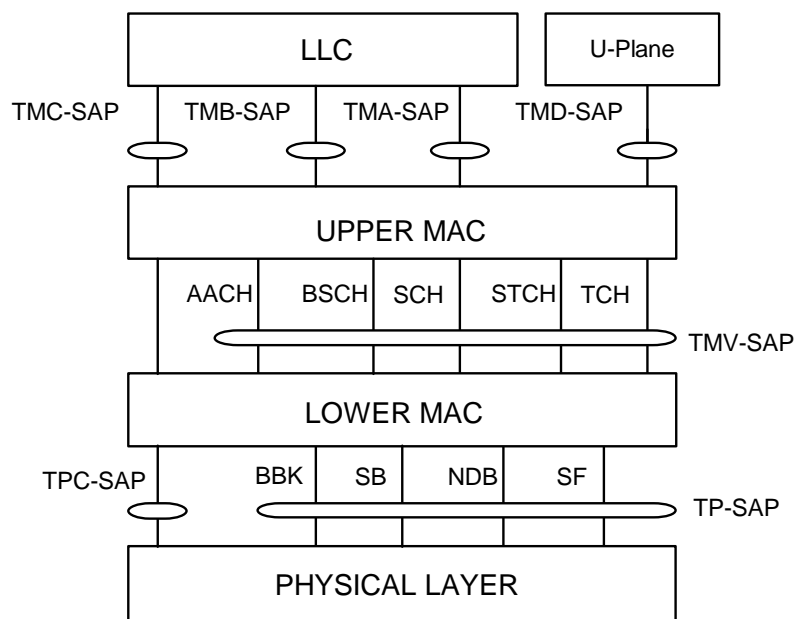 LLC
U-Plane
TMC-SAP
TMB-SAP
TMA-SAP
TMD-SAP
UPPER MAC
AACH
BSCH
SCH
STCH
TCH
TMV-SAP
LOWER MAC
TPC-SAP
BBK
SB
NDB
SF
TP-SAP
PHYSICAL LAYER